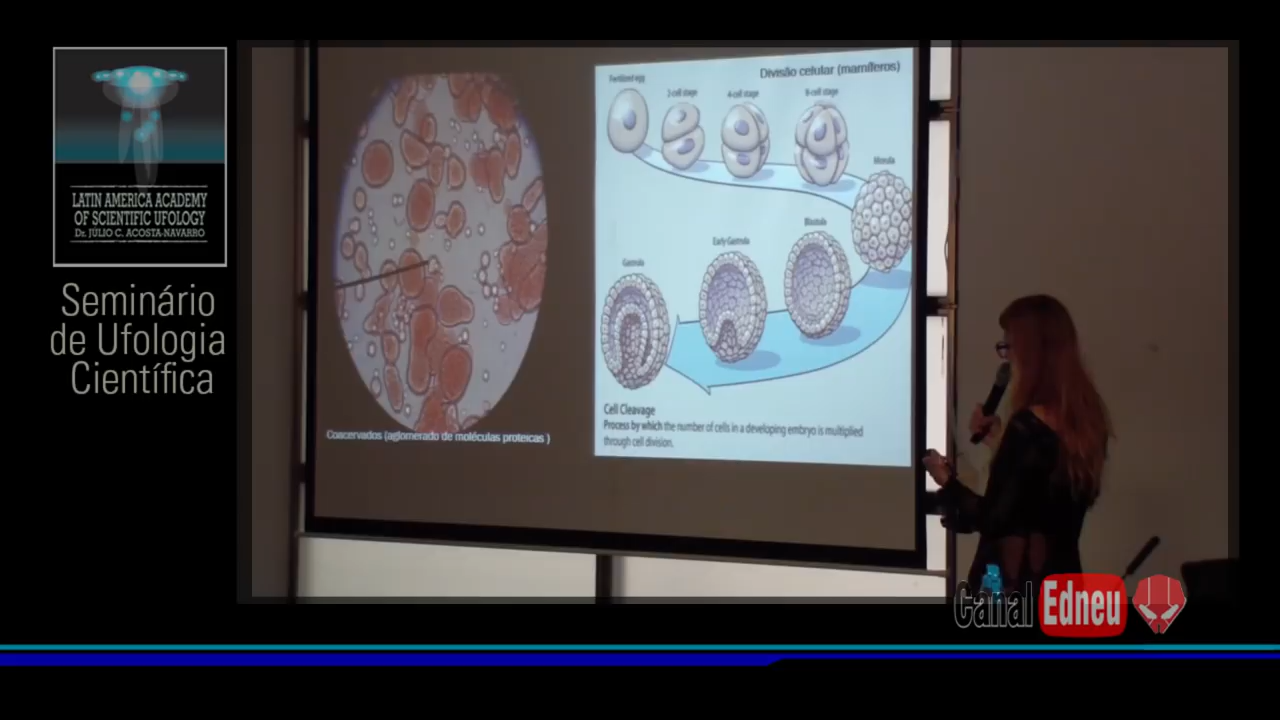 LATIN AMERICA ACADEMY
OF SCIENTIFIC UFOLOGY
Dr. JÚLIO C. ACOSTA-NAVARRO
Seminário
de Ufologia
Científica
Coacervados (aglomerado de moléculas proteicas )
Divisão celular (mamíferos)
Fertilized egg
2-cell stage
4-cell stage
8-cell stage
Morula
Blastula
Early Gastrula
Gastrula
Cell Cleavage
Process by which the number of cells in a developing embryo is multiplied
through cell division.
Canal Edneu